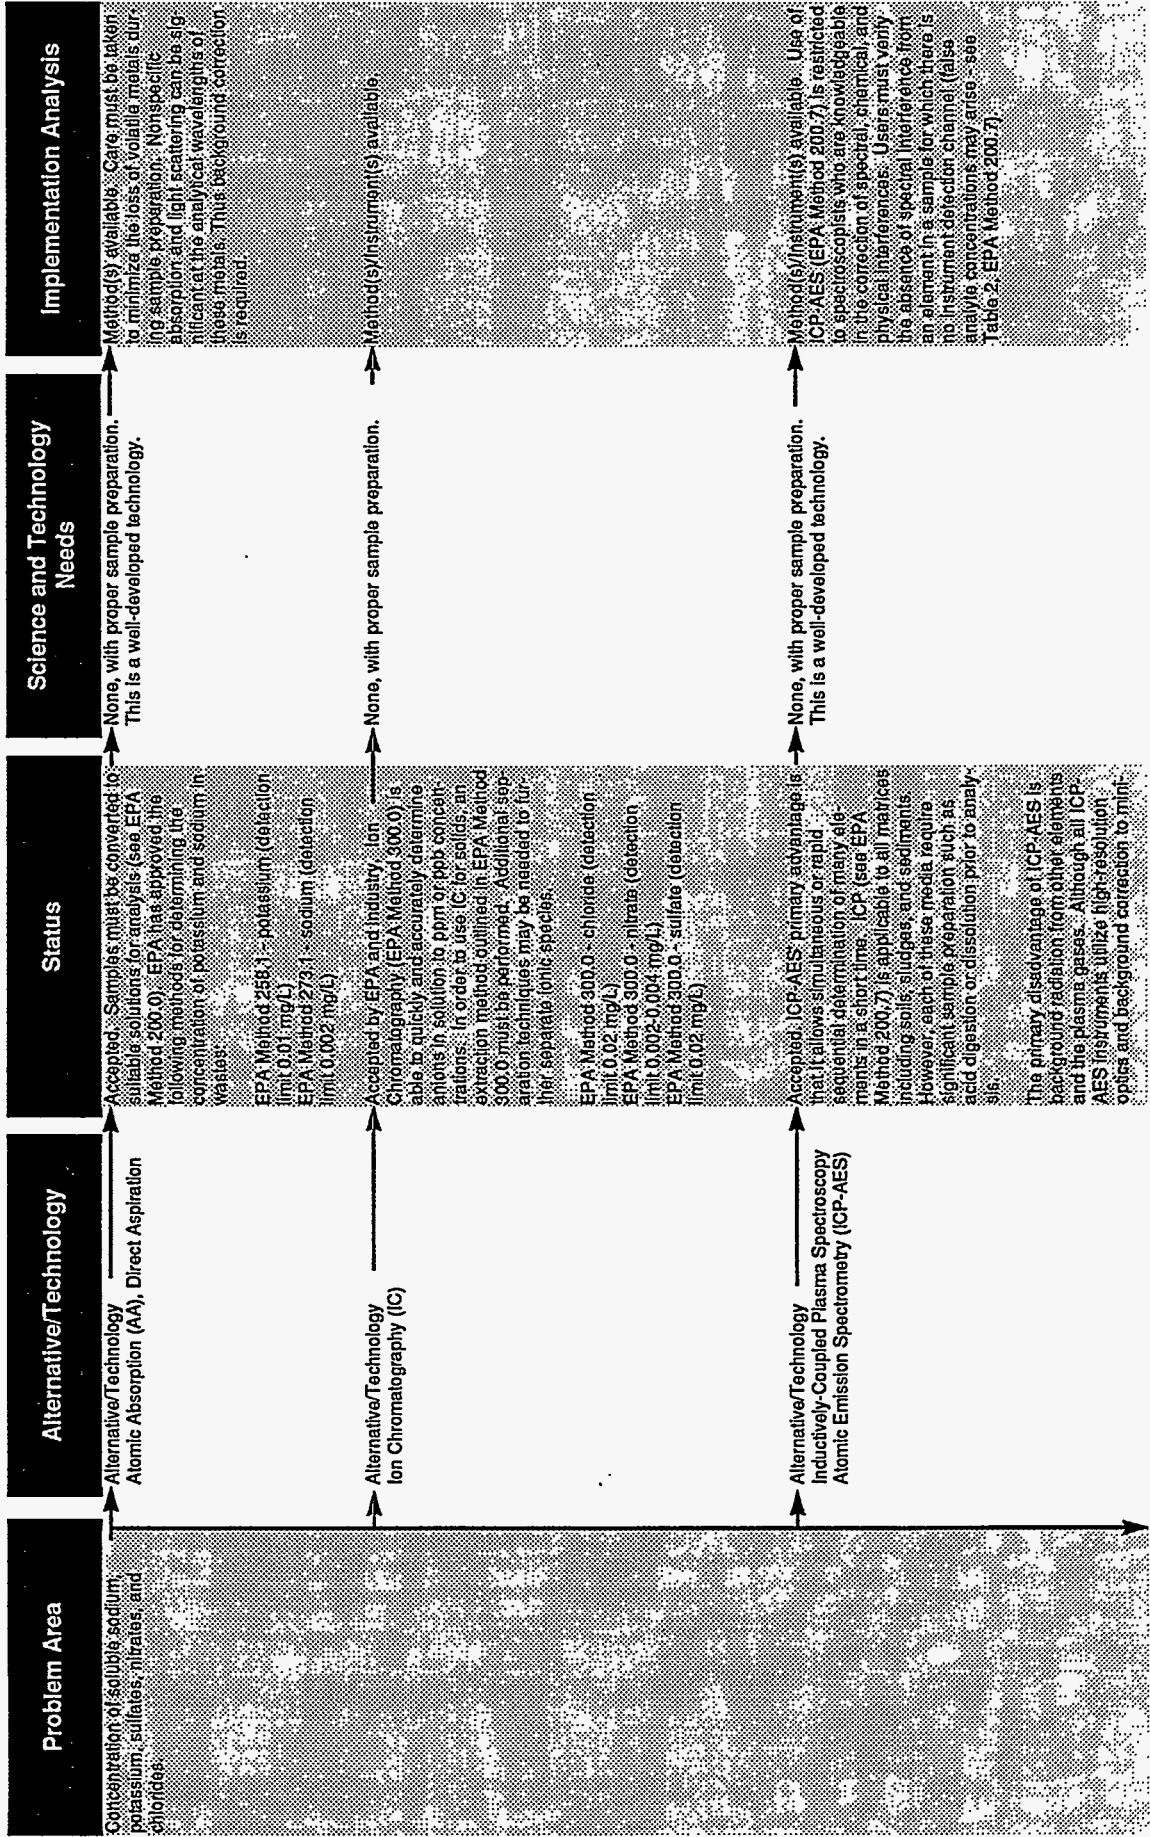 Problem Area
Concentration of soluble sodium,
potassium, sulfates, nitrates, and
chlorides.
Alternative/Technology
Alternative/Technology
Atomic Absorption (AA), Direct Aspiration
Alternative/Technology
Ion Chromatography (IC)
Alternative/Technology
Inductively-Coupled Plasma Spectroscopy
Atomic Emission Spectrometry (ICP-AES)
Status
Accepted. Samples must be converted to
suitable solutions for analysis (see EPA
Method 200.0). EPA has approved the
following methods for determining the
concentration of potassium and sodium in
wastes:
EPA Method 258.1 - potassium (detection
limit 0.01 mg/L)
EPA Method 273.1 - sodium (detection
limit 0.002 mg/L)
Accepted by EPA and Industry. Ion
Chromatography (EPA Method 300.0) is
able to quickly and accurately determine
anions in solution to ppm or ppb concen-
trations. In order to use IC for solids, an
extraction method outlined in EPA Method
300.0 must be performed. Additional sep-
aration techniques may be needed to fur-
ther separate ionic species.
EPA Method 300.0 - chloride (detection
limit 0.02 mg/L)
EPA Method 300.0 - nitrate (detection
limit 0.002-0.004 mg/L)
EPA Method 300.0 - sulfate (detection
limit 0.02 mg/L)
Accepted. ICP-AES' primary advantage is
that it allows simultaneous or rapid
sequential determination of many ele-
ments in a short time. ICP (see EPA
Method 200.7) is applicable to all matrices
including soils, sludges, and sediments.
However, each of these media require
significant sample preparation such as
acid digestion or dissolution prior to analy-
sis.
The primary disadvantage of ICP-AES is
background radiation from other elements
and the plasma gases. Although all ICP-
AES instruments utilize high-resolution
optics and background correction to mini-
Science and Technology
Needs
None, with proper sample preparation.
This is a well-developed technology.
None, with proper sample preparation.
None, with proper sample preparation.
This is a well-developed technology.
Implementation Analysis
Method(s) available. Care must be taken
to minimize the loss of volatile metals dur-
ing sample preparation. Nonspecific
absorption and light scattering can be sig-
nificant at the analytical wavelengths of
these metals. Thus background correction
is required.
Method(s)/instrument(s) available.
Method(s)/instrument(s) available. Use of
ICP-AES (EPA Method 200.7) is restricted
to spectroscopists who are knowledgeable
in the correction of spectral, chemical, and
physical interferences. Users must verify
the absence of spectral interference from
an element in a sample for which there is
no instrument detection channel (false
analyte concentrations may arise - see
Table 2, EPA Method 200.7).